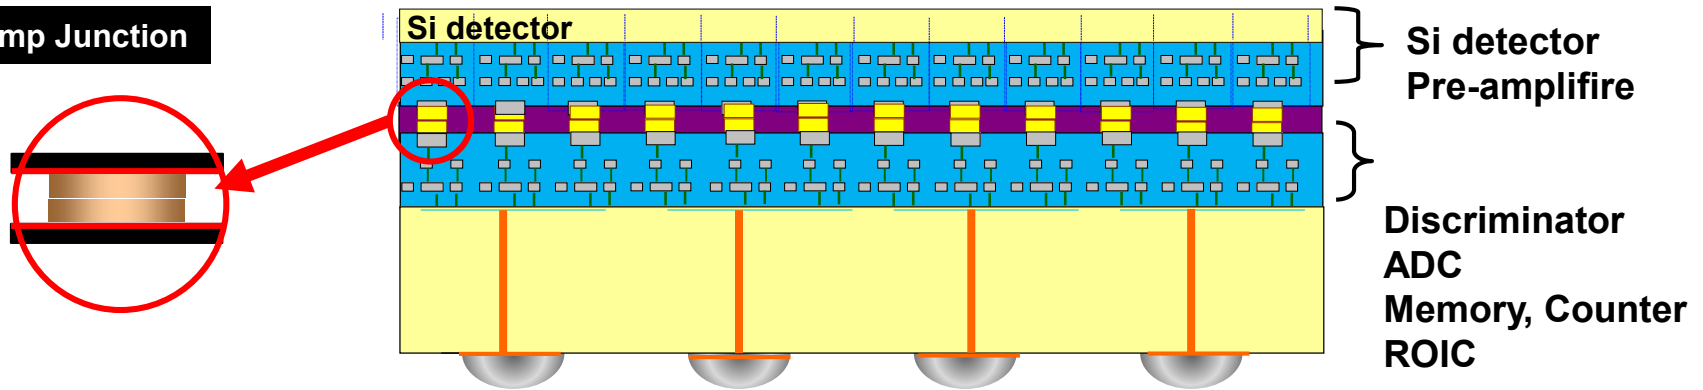 mp Junction
Si detector
Si detector
Pre-amplifire
Discriminator
ADC
Memory, Counter
ROIC